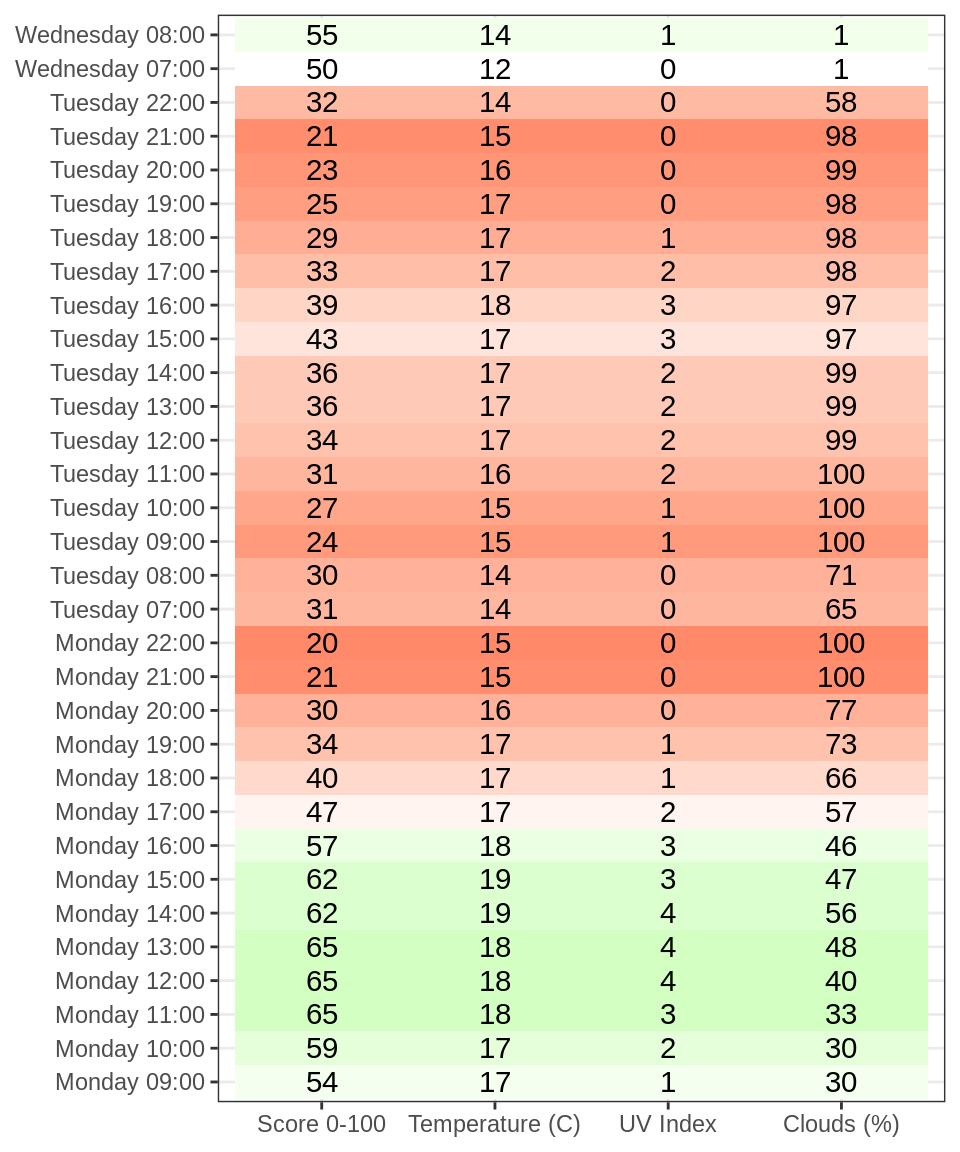 Wednesday 08:00 55 14 1 1
Wednesday 07:00 50 12 0 1
Tuesday 22:00 32 14 0 58
Tuesday 21:00 21 15 0 98
Tuesday 20:00 23 16 0 99
Tuesday 19:00 25 17 0 98
Tuesday 18:00 29 17 1 98
Tuesday 17:00 33 17 2 98
Tuesday 16:00 39 18 3 97
Tuesday 15:00 43 17 3 97
Tuesday 14:00 36 17 2 99
Tuesday 13:00 36 17 2 99
Tuesday 12:00 34 17 2 99
Tuesday 11:00 31 16 2 100
Tuesday 10:00 27 15 1 100
Tuesday 09:00 24 15 1 100
Tuesday 08:00 30 14 0 71
Tuesday 07:00 31 14 0 65
Monday 22:00 20 15 0 100
Monday 21:00 21 15 0 100
Monday 20:00 30 16 0 77
Monday 19:00 34 17 1 73
Monday 18:00 40 17 1 66
Monday 17:00 47 17 2 57
Monday 16:00 57 18 3 46
Monday 15:00 62 19 3 47
Monday 14:00 62 19 4 56
Monday 13:00 65 18 4 48
Monday 12:00 65 18 4 40
Monday 11:00 65 18 3 33
Monday 10:00 59 17 2 30
Monday 09:00 54 17 1 30
Score 0-100 Temperature (C) UV Index Clouds (%)